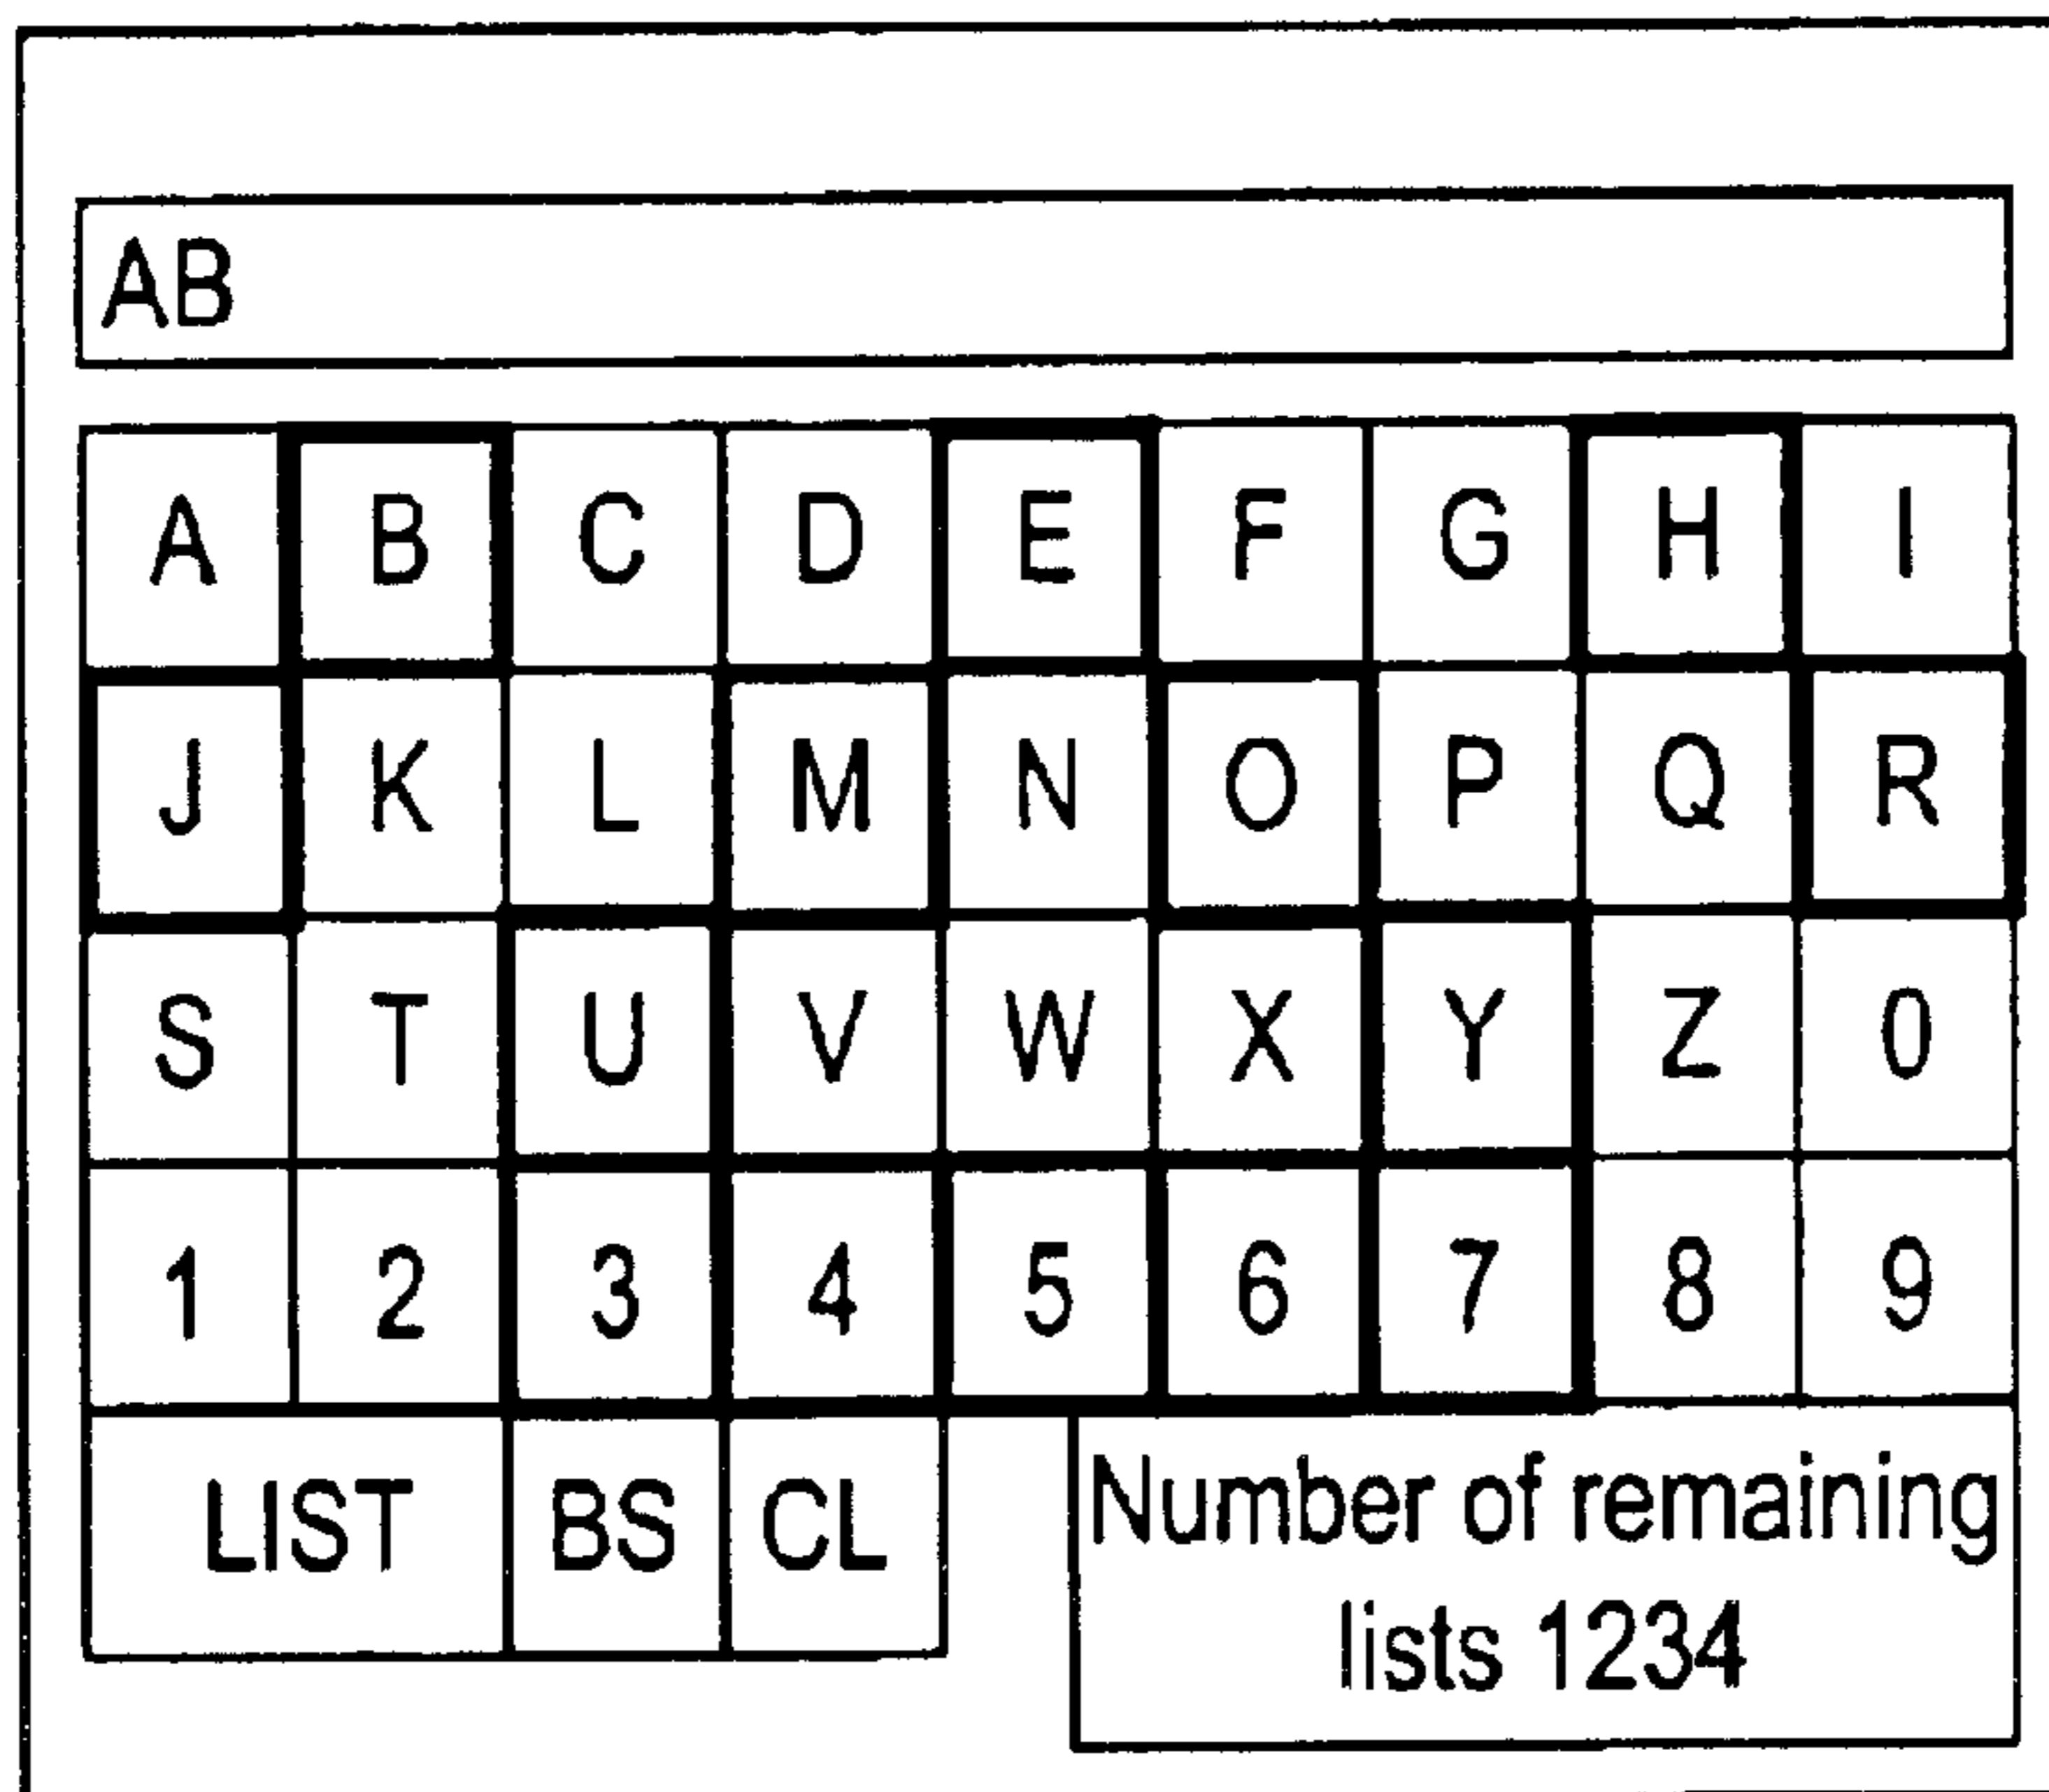 AB
A B C D E F G H I
J K L M N O P Q R
S T U V W X Y Z 0
1 2 3 4 5 6 7 8 9
LIST BS CL
Number of remaining
lists 1234